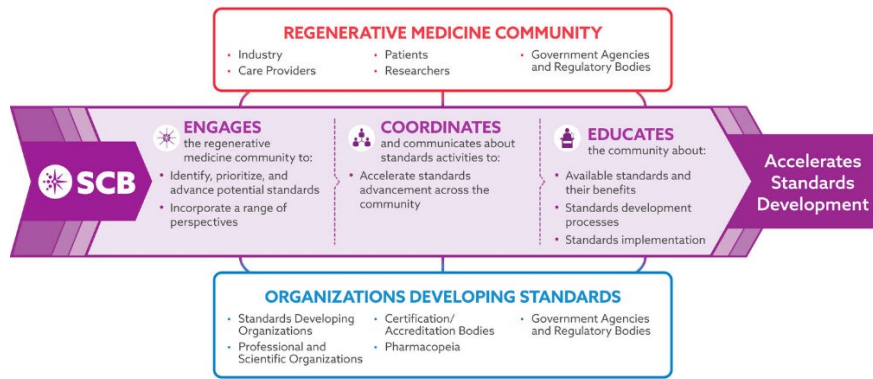 REGENERATIVE MEDICINE COMMUNITY
• Industry
• Care Providers
• Patients
• Researchers
• Government Agencies
and Regulatory Bodies
SCB
ENGAGES
the regenerative
medicine community to:
• Identify, prioritize, and
advance potential standards
• Incorporate a range of
perspectives
COORDINATES
and communicates about
standards activities to:
• Accelerate standards
advancement across the
community
EDUCATES
the community about:
• Available standards and
their benefits
• Standards development
processes
• Standards implementation
Accelerates
Standards
Development
ORGANIZATIONS DEVELOPING STANDARDS
• Standards Developing
Organizations
• Professional and
Scientific Organizations
• Certification/
Accreditation Bodies
• Pharmacopeia
• Government Agencies
and Regulatory Bodies